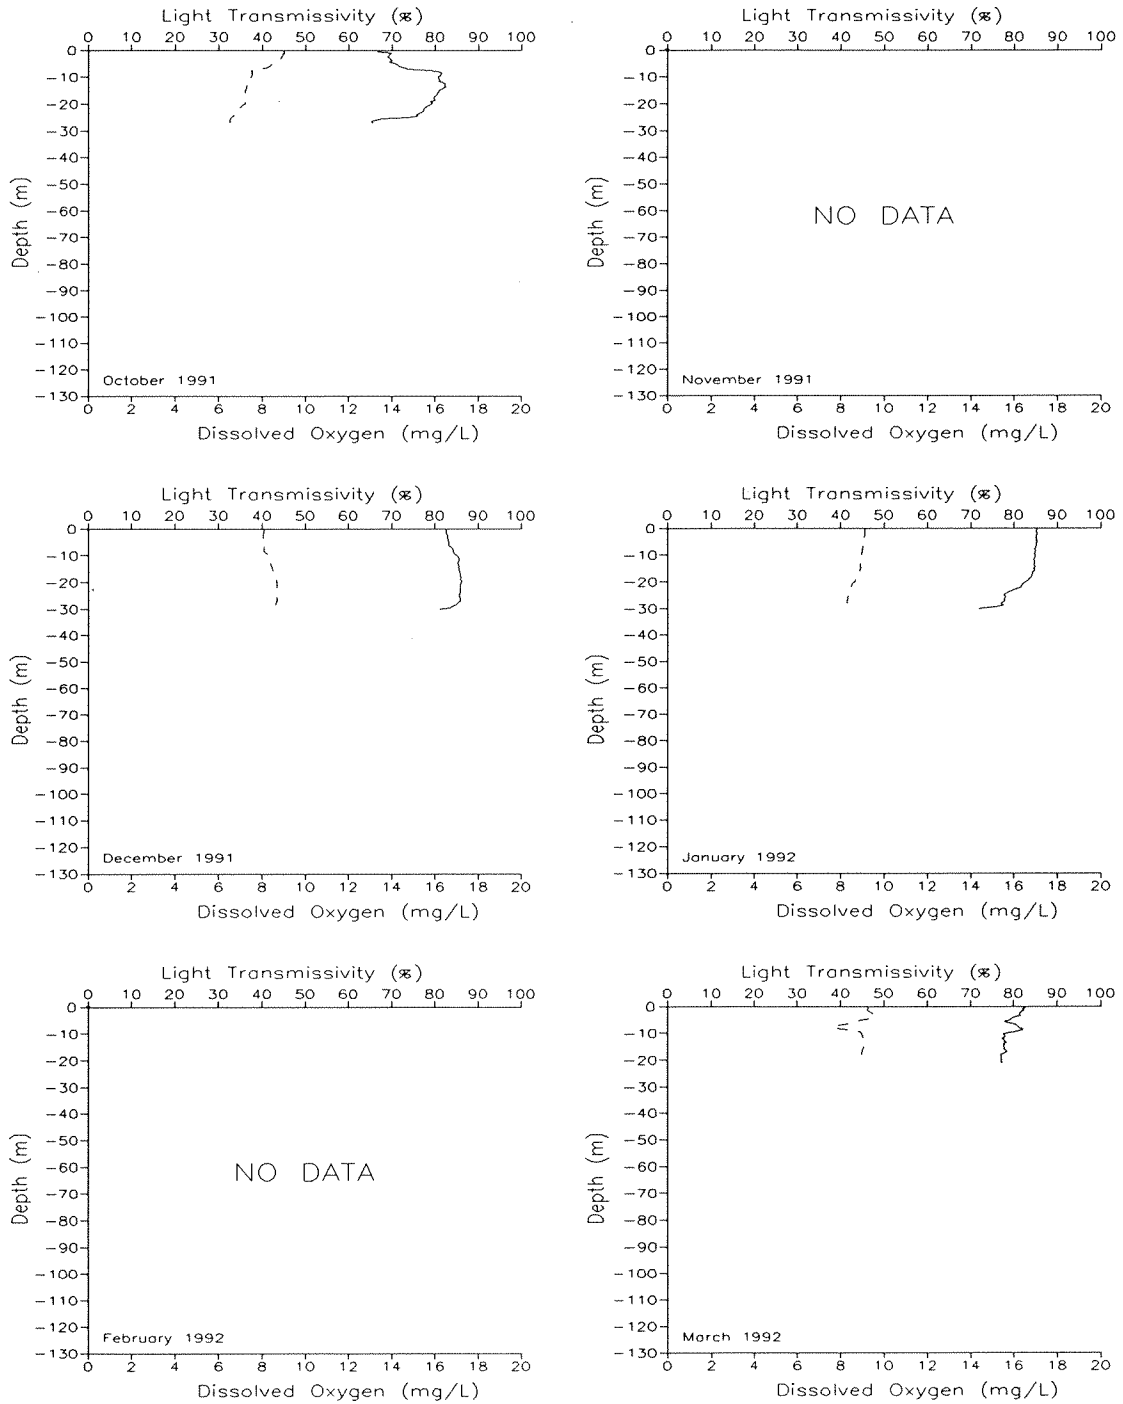 Light Transmissivity (%)
0 10 20 30 40 50 60 70 80 90 100
0
-10
-20
-30
-40
-50
-60
-70
-80
-90
-100
-110
-120
-130
Depth (m)
October 1991
0 2 4 6 8 10 12 14 16 18 20
Dissolved Oxygen (mg/L)
Light Transmissivity (%)
0 10 20 30 40 50 60 70 80 90 100
0
-10
-20
-30
-40
-50
-60
-70
-80
-90
-100
-110
-120
-130
Depth (m)
NO DATA
November 1991
0 2 4 6 8 10 12 14 16 18 20
Dissolved Oxygen (mg/L)
Light Transmissivity (%)
0 10 20 30 40 50 60 70 80 90 100
0
-10
-20
-30
-40
-50
-60
-70
-80
-90
-100
-110
-120
-130
Depth (m)
December 1991
0 2 4 6 8 10 12 14 16 18 20
Dissolved Oxygen (mg/L)
Light Transmissivity (%)
0 10 20 30 40 50 60 70 80 90 100
0
-10
-20
-30
-40
-50
-60
-70
-80
-90
-100
-110
-120
-130
Depth (m)
January 1992
0 2 4 6 8 10 12 14 16 18 20
Dissolved Oxygen (mg/L)
Light Transmissivity (%)
0 10 20 30 40 50 60 70 80 90 100
0
-10
-20
-30
-40
-50
-60
-70
-80
-90
-100
-110
-120
-130
Depth (m)
NO DATA
February 1992
0 2 4 6 8 10 12 14 16 18 20
Dissolved Oxygen (mg/L)
Light Transmissivity (%)
0 10 20 30 40 50 60 70 80 90 100
0
-10
-20
-30
-40
-50
-60
-70
-80
-90
-100
-110
-120
-130
Depth (m)
March 1992
0 2 4 6 8 10 12 14 16 18 20
Dissolved Oxygen (mg/L)